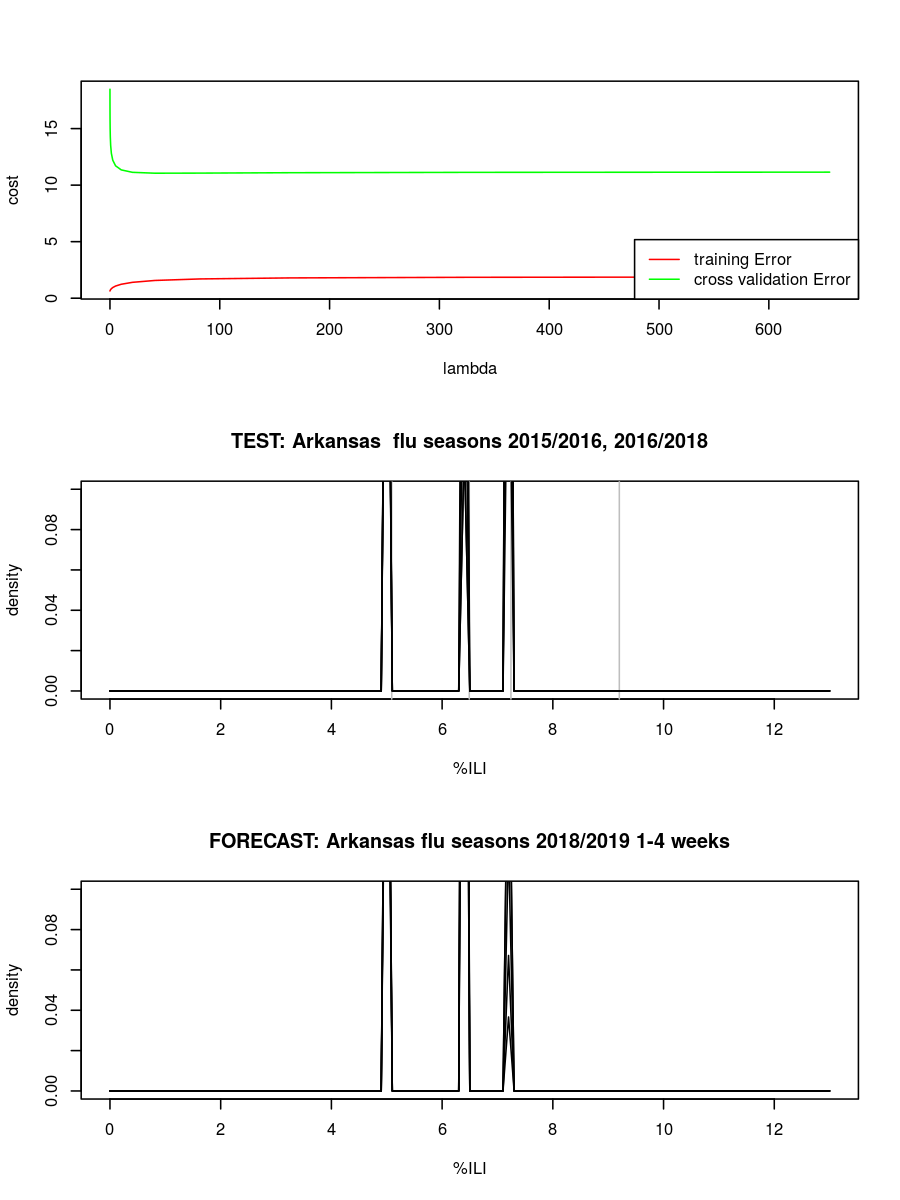 cost
0
5
10
15
training Error
cross validation Error
0 100 200 300 400 500 600
lambda
TEST: Arkansas  flu seasons 2015/2016, 2016/2018
density
0.00
0.04
0.08
0 2 4 6 8 10 12
%ILI
FORECAST: Arkansas flu seasons 2018/2019 1-4 weeks
density
0.00
0.04
0.08
0 2 4 6 8 10 12
%ILI